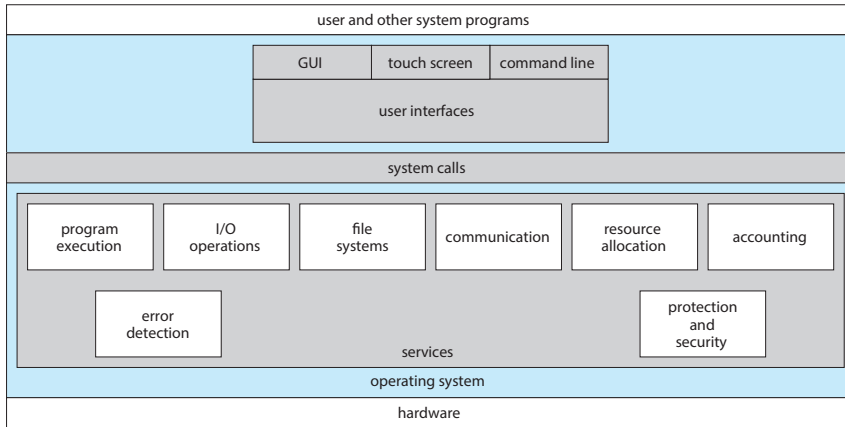 user and other system programs
GUI
touch screen
command line
user interfaces
system calls
program
execution
I/O
operations
file
systems
communication
resource
allocation
accounting
error
detection
protection
and
security
services
operating system
hardware